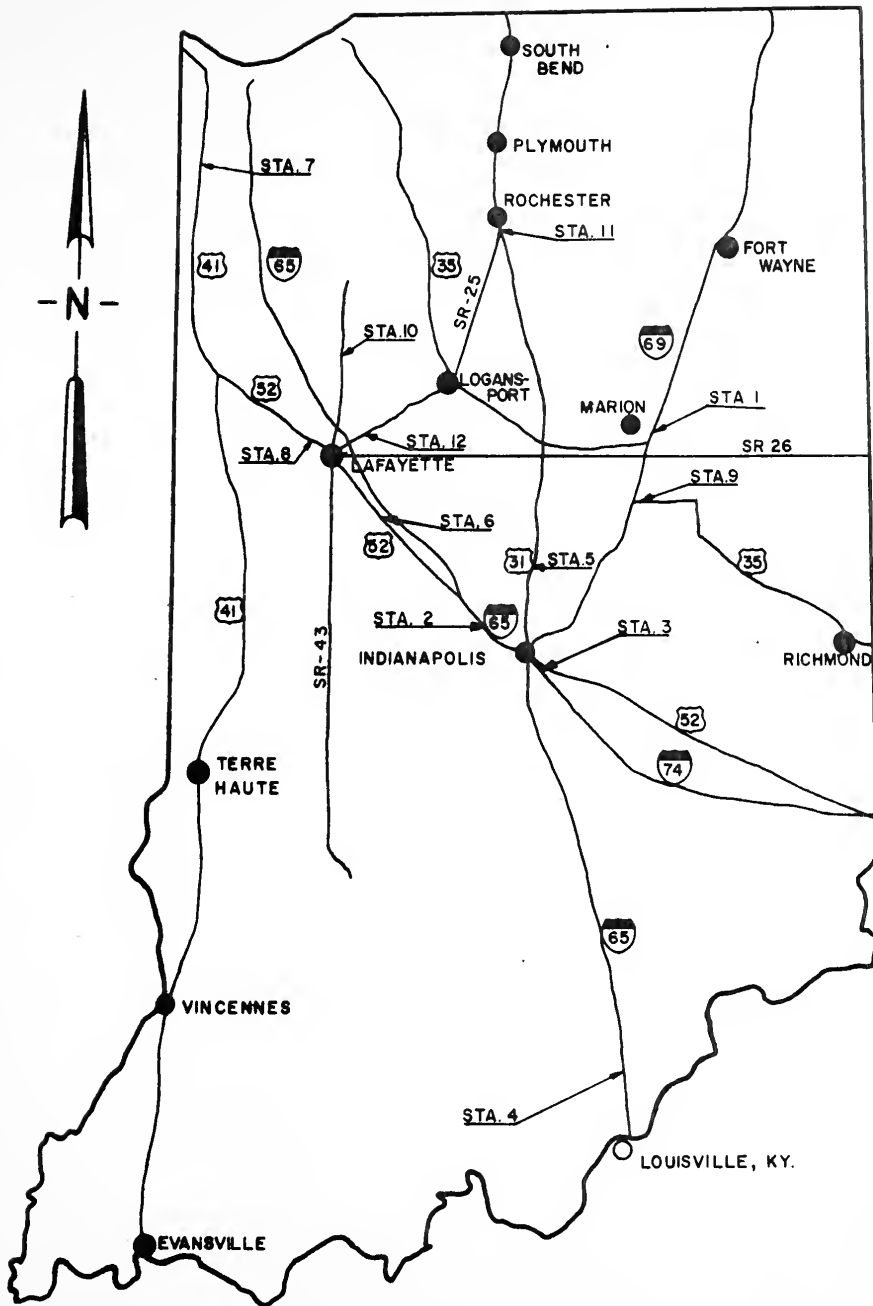 SOUTH
BEND
PLYMOUTH
STA. 7
ROCHESTER
STA. 11
FORT
WAYNE
41
65
35
SR-25
- N -
STA. 10
69
52
LOGANS-
PORT
MARION
STA 1
STA. 8
STA. 12
SR 26
LAFAYETTE
STA. 9
STA. 6
52
31
STA. 5
35
41
STA. 2
65
STA. 3
INDIANAPOLIS
RICHMOND
SR-43
52
TERRE
HAUTE
74
65
VINCENNES
STA. 4
LOUISVILLE, KY.
EVANSVILLE